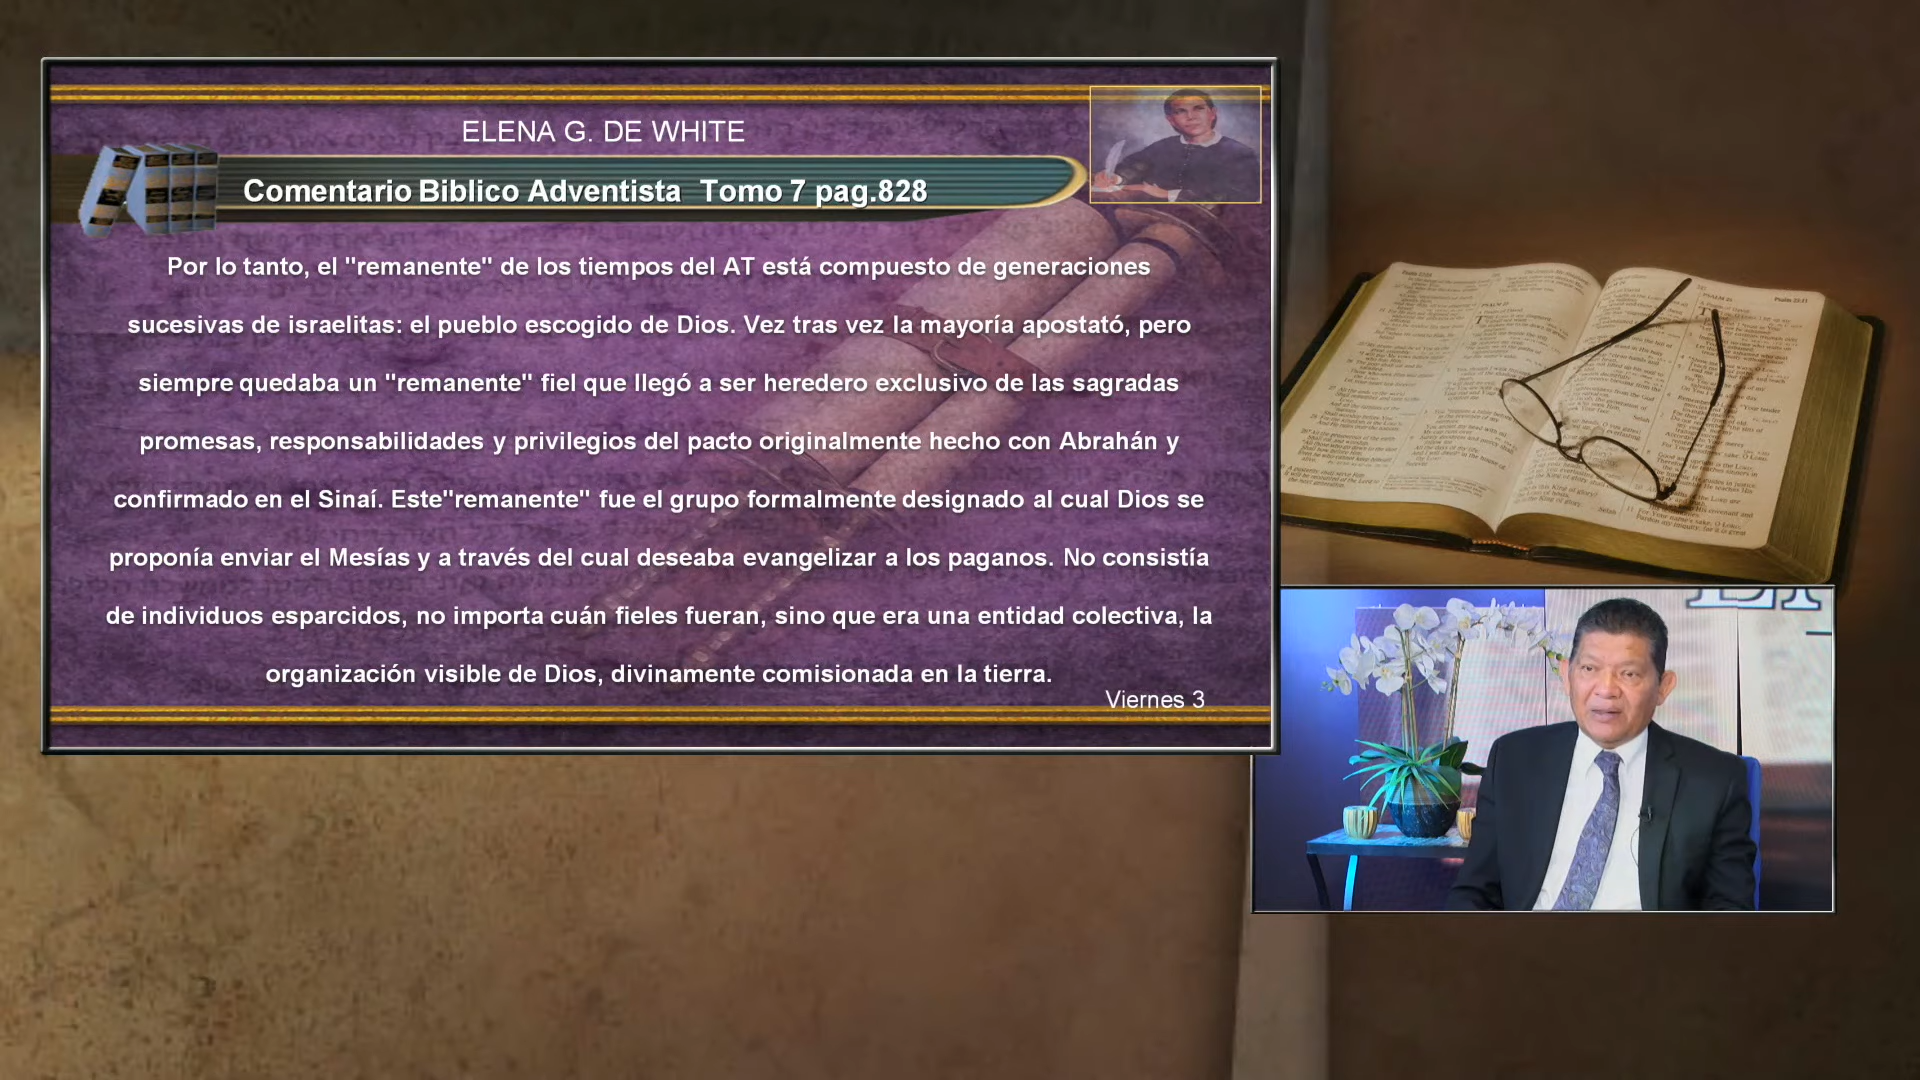 ELENA G. DE WHITE
Comentario Biblico Adventista Tomo 7 pag.828
Por lo tanto, el "remanente" de los tiempos del AT está compuesto de generaciones
sucesivas de israelitas: el pueblo escogido de Dios. Vez tras vez la mayoría apostató, pero
siempre quedaba un "remanente" fiel que llegó a ser heredero exclusivo de las sagradas
promesas, responsabilidades y privilegios del pacto originalmente hecho con Abrahán y
confirmado en el Sinaí. Este"remanente" fue el grupo formalmente designado al cual Dios se
proponía enviar el Mesías y a través del cual deseaba evangelizar a los paganos. No consistía
de individuos esparcidos, no importa cuán fieles fueran, sino que era una entidad colectiva, la
organización visible de Dios, divinamente comisionada en la tierra.
Viernes 3